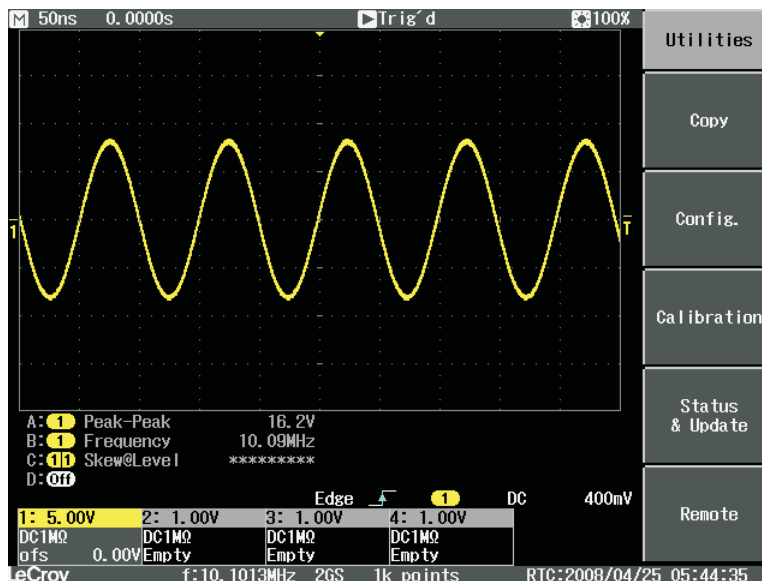 M 50ns 0.0000s Trig´d 100%
Utilities
Copy
Config.
Calibration
Status
& Update
Remote
1
T
A: 1 Peak-Peak 16.2V
B: 1 Frequency 10.09MHz
C: 1 1 Skew@Level *********
D: Off
Edge 1 DC 400mV
1: 5.00V 2: 1.00V 3: 1.00V 4: 1.00V
DC1MΩ DC1MΩ DC1MΩ DC1MΩ
ofs 0.00V Empty Empty Empty
LeCroy f:10.1013MHz 2GS 1k points RTC:2008/04/25 05:44:35